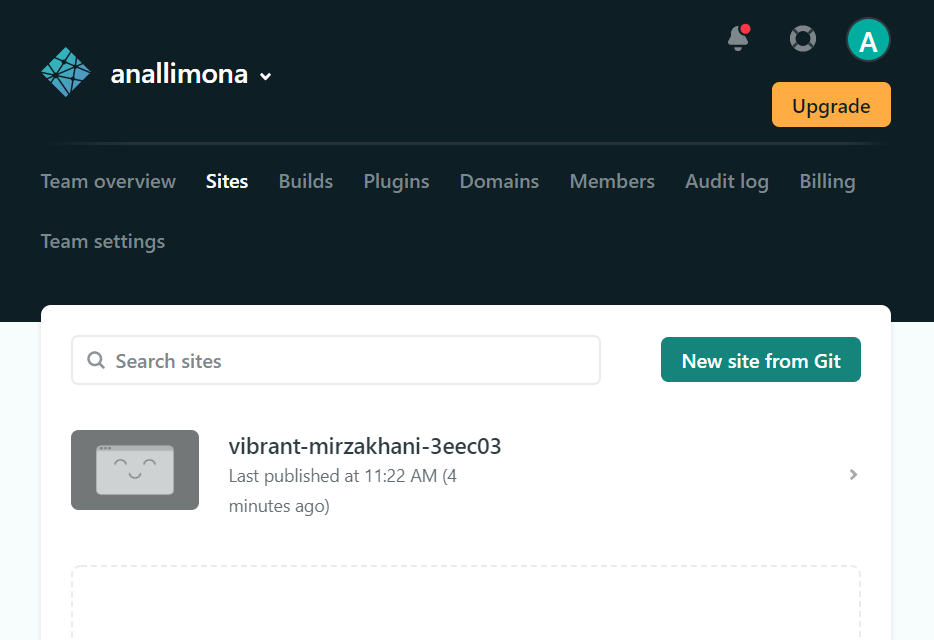 anallimona
A
Upgrade
Team overview Sites Builds Plugins Domains Members Audit log Billing
Team settings
Search sites
New site from Git
vibrant-mirzakhani-3eec03
Last published at 11:22 AM (4
minutes ago)